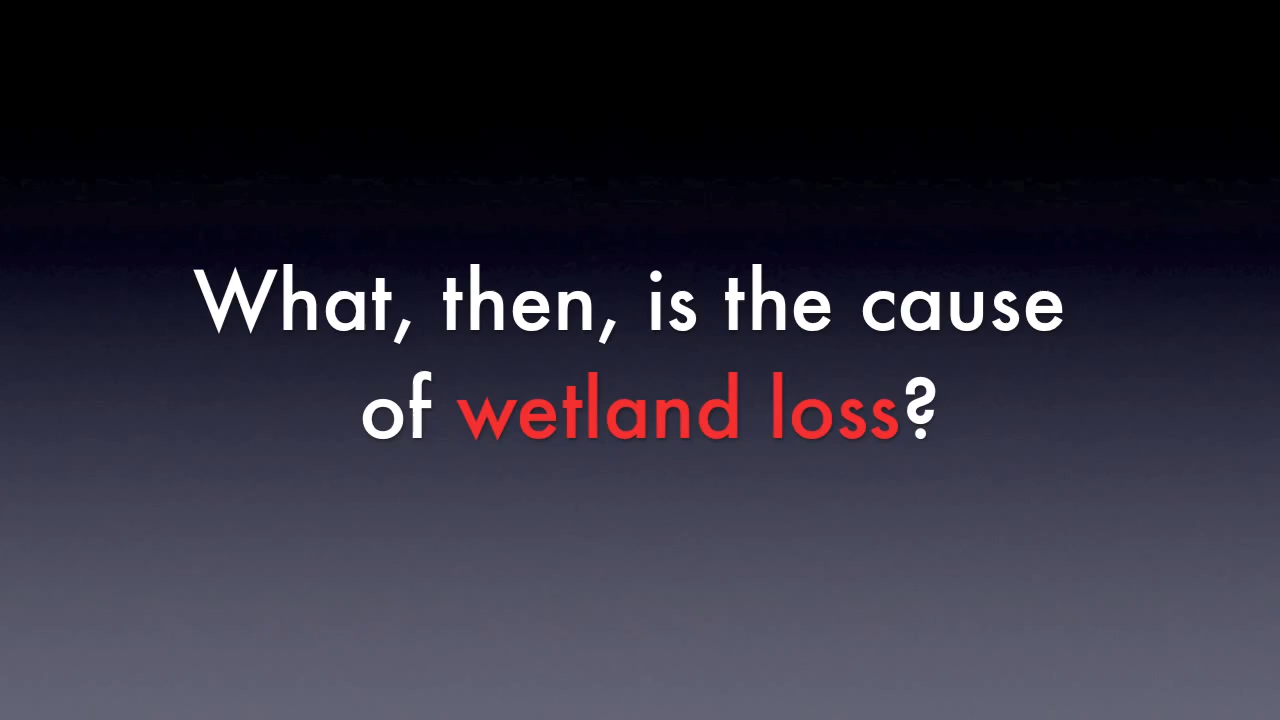 What, then, is the cause
of wetland loss?